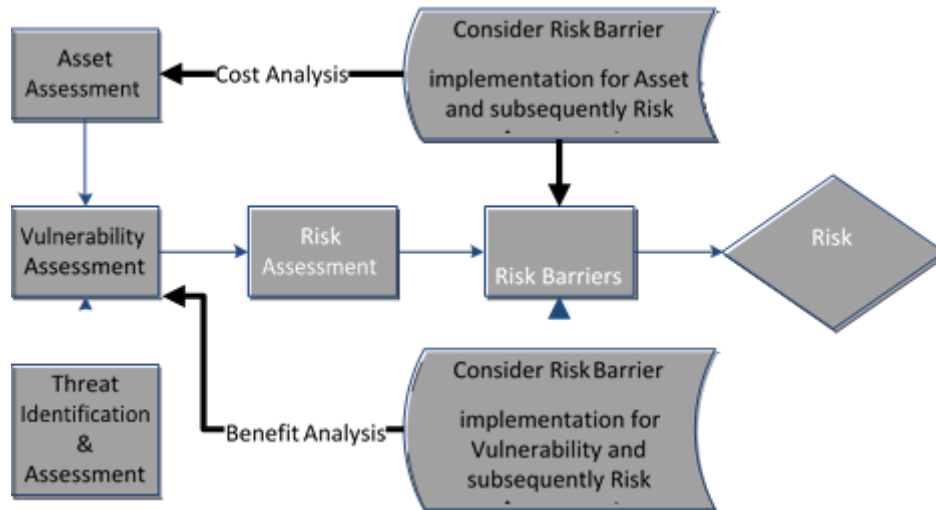 Asset
Assessment
Cost Analysis
Consider Risk Barrier
implementation for Asset
and subsequently Risk
Vulnerability
Assessment
Risk
Assessment
Risk Barriers
Risk
Threat
Identification
&
Assessment
Benefit Analysis
Consider Risk Barrier
implementation for
Vulnerability and
subsequently Risk